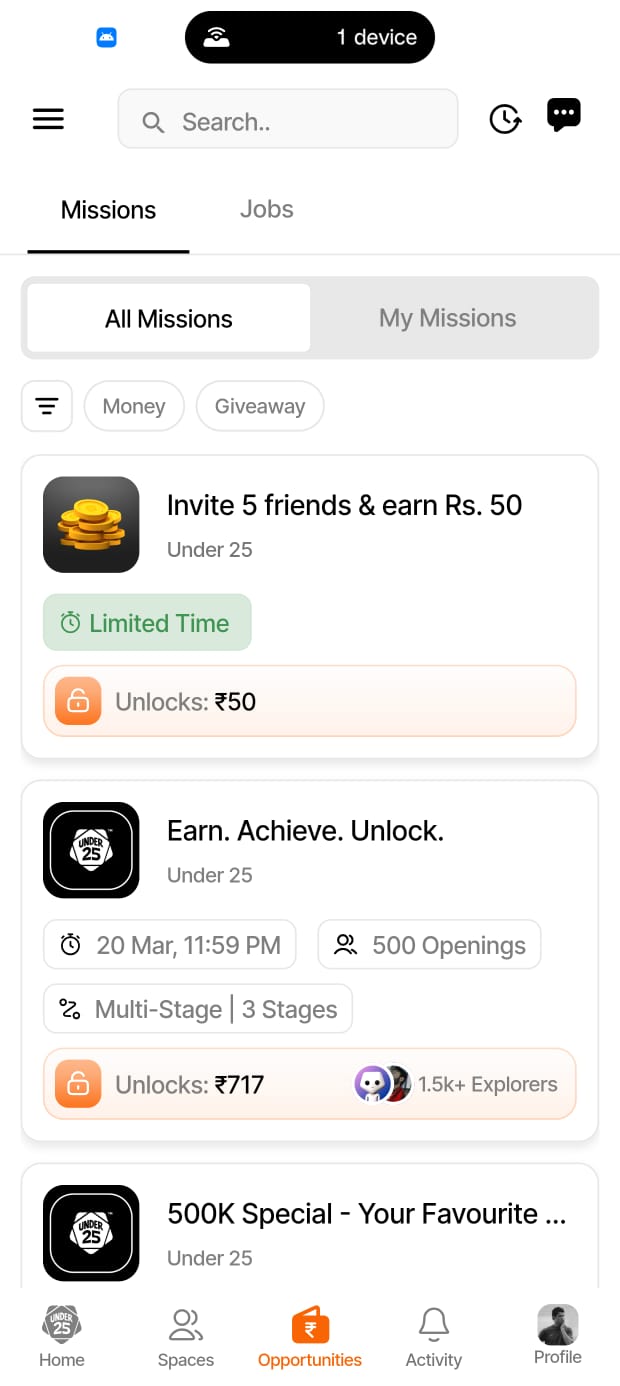 1 device
Search..
Missions
Jobs
All Missions
My Missions
Money
Giveaway
Invite 5 friends & earn Rs. 50
Under 25
Limited Time
Unlocks: ₹50
UNDER
25
Earn. Achieve. Unlock.
Under 25
20 Mar, 11:59 PM
500 Openings
Multi-Stage | 3 Stages
Unlocks: ₹717
1.5k+ Explorers
UNDER
25
500K Special - Your Favourite ...
Under 25
UNDER
25
₹
Home
Spaces
Opportunities
Activity
Profile